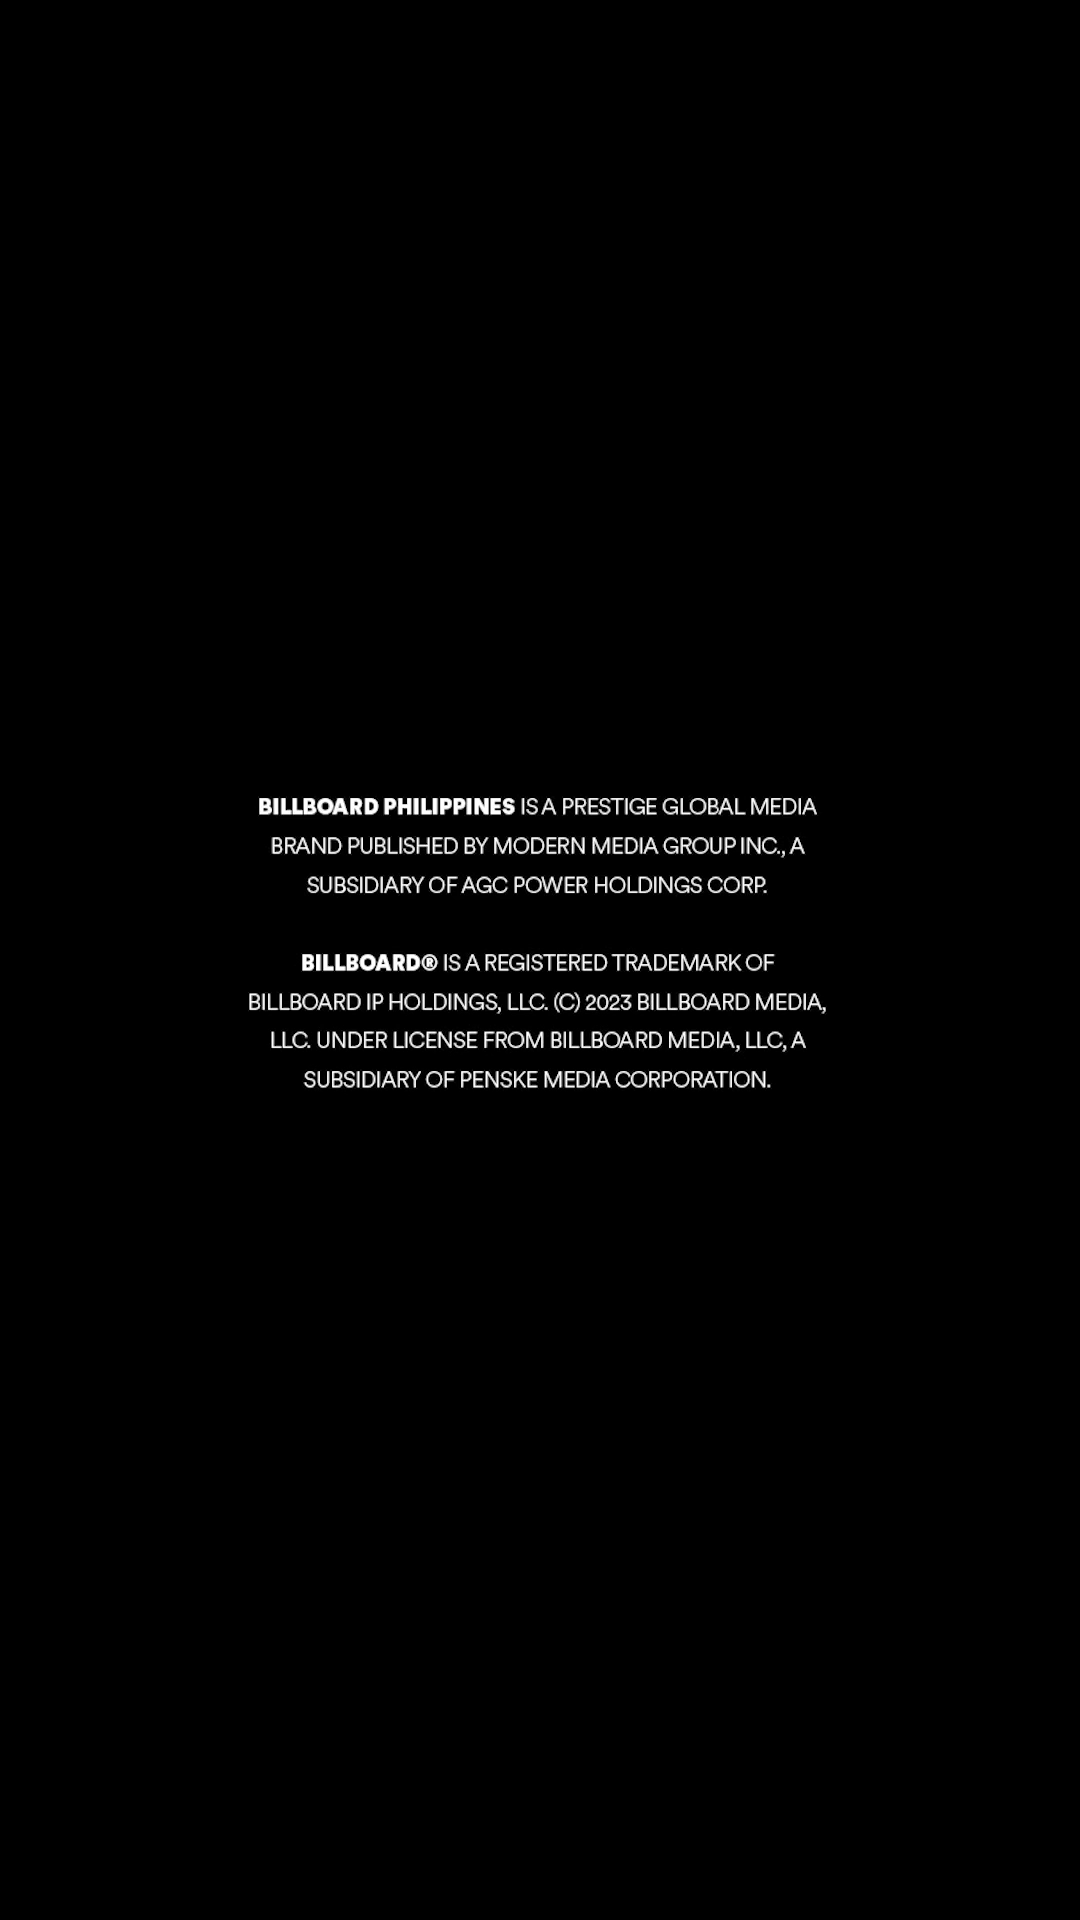 BILLBOARD PHILIPPINES IS A PRESTIGE GLOBAL MEDIA
BRAND PUBLISHED BY MODERN MEDIA GROUP INC., A
SUBSIDIARY OF AGC POWER HOLDINGS CORP.
BILLBOARD® IS A REGISTERED TRADEMARK OF
BILLBOARD IP HOLDINGS, LLC. (C) 2023 BILLBOARD MEDIA,
LLC. UNDER LICENSE FROM BILLBOARD MEDIA, LLC, A
SUBSIDIARY OF PENSKE MEDIA CORPORATION.